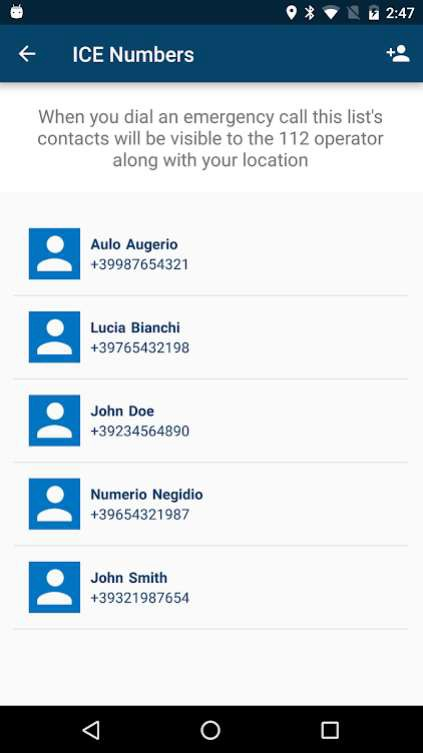 2:47
ICE Numbers
When you dial an emergency call this list's
contacts will be visible to the 112 operator
along with your location
Aulo Augerio
+39987654321
Lucia Bianchi
+39765432198
John Doe
+39234564890
Numerio Negidio
+39654321987
John Smith
+39321987654